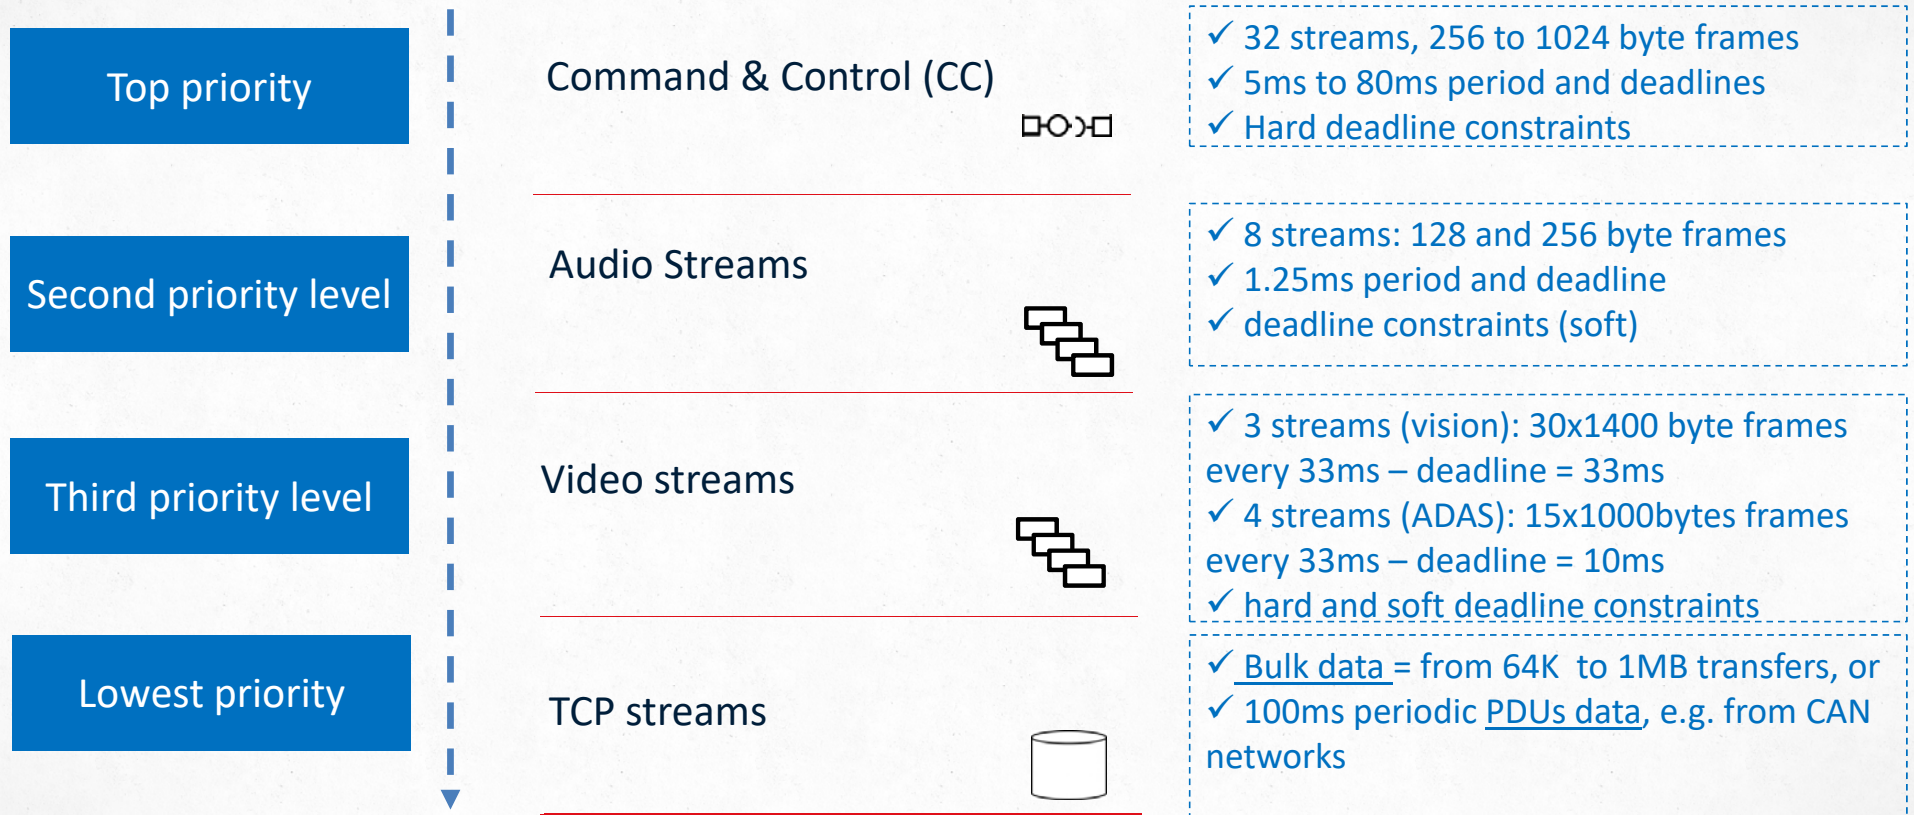 Top priority
Command & Control (CC)
✓ 32 streams, 256 to 1024 byte frames
✓ 5ms to 80ms period and deadlines
✓ Hard deadline constraints
Second priority level
Audio Streams
✓ 8 streams: 128 and 256 byte frames
✓ 1.25ms period and deadline
✓ deadline constraints (soft)
Third priority level
Video streams
✓ 3 streams (vision): 30x1400 byte frames
every 33ms – deadline = 33ms
✓ 4 streams (ADAS): 15x1000bytes frames
every 33ms – deadline = 10ms
✓ hard and soft deadline constraints
Lowest priority
TCP streams
✓ Bulk data = from 64K to 1MB transfers, or
✓ 100ms periodic PDUs data, e.g. from CAN
networks